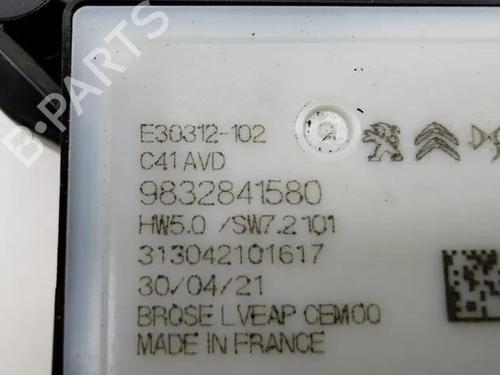 B-PARTS
E30312-102
C41 AVD
9832841580
HW5.0 /SW7.2101
313042101617
30/04/21
BROSE LVEAP CEM00
MADE IN FRANCE